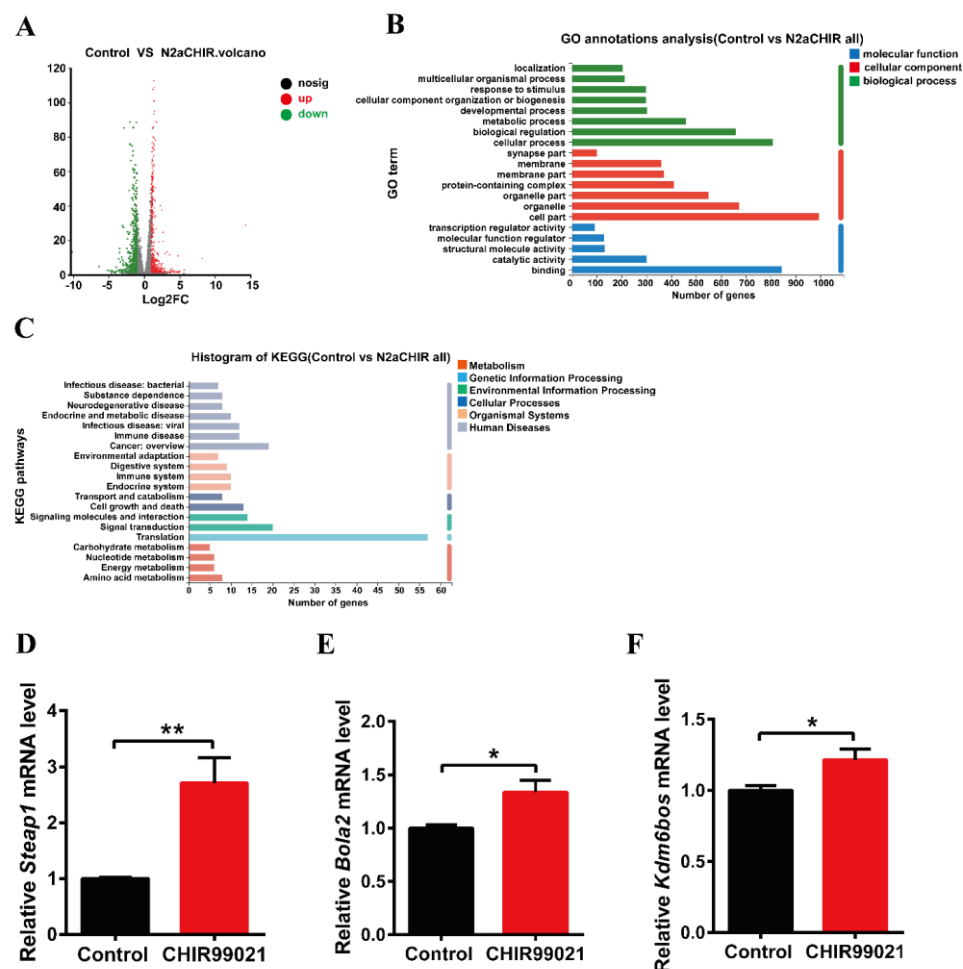 A
Control VS N2aCHIR.volcano
120
100
80
60
40
20
0
-10
-5
0
5
10
15
Log2FC
nosig
up
down
B
GO annotations analysis(Control vs N2aCHIR all)
molecular function
cellular component
biological process
GO term
localization
multicellular organismal process
response to stimulus
cellular component organization or biogenesis
developmental process
metabolic process
biological regulation
cellular process
synapse part
membrane
membrane part
protein-containing complex
organelle part
organelle
cell part
transcription regulator activity
molecular function regulator
structural molecule activity
catalytic activity
binding
0 100 200 300 400 500 600 700 800 900 1000
Number of genes
C
Histogram of KEGG(Control vs N2aCHIR all)
Metabolism
Genetic Information Processing
Environmental Information Processing
Cellular Processes
Organismal Systems
Human Diseases
KEGG pathways
Infectious disease: bacterial
Substance dependence
Neurodegenerative disease
Endocrine and metabolic disease
Infectious disease: viral
Immune disease
Cancer: overview
Environmental adaptation
Digestive system
Immune system
Endocrine system
Transport and catabolism
Cell growth and death
Signaling molecules and interaction
Signal transduction
Translation
Carbohydrate metabolism
Nucleotide metabolism
Energy metabolism
Amino acid metabolism
0 5 10 15 20 25 30 35 40 45 50 55 60
Number of genes
D
Relative Steap1 mRNA level
4
3
2
1
0
**
Control CHIR99021
E
Relative Bola2 mRNA level
2.0
1.5
1.0
0.5
0.0
*
Control CHIR99021
F
Relative Kdm6bos mRNA level
1.5
1.0
0.5
0.0
*
Control CHIR99021